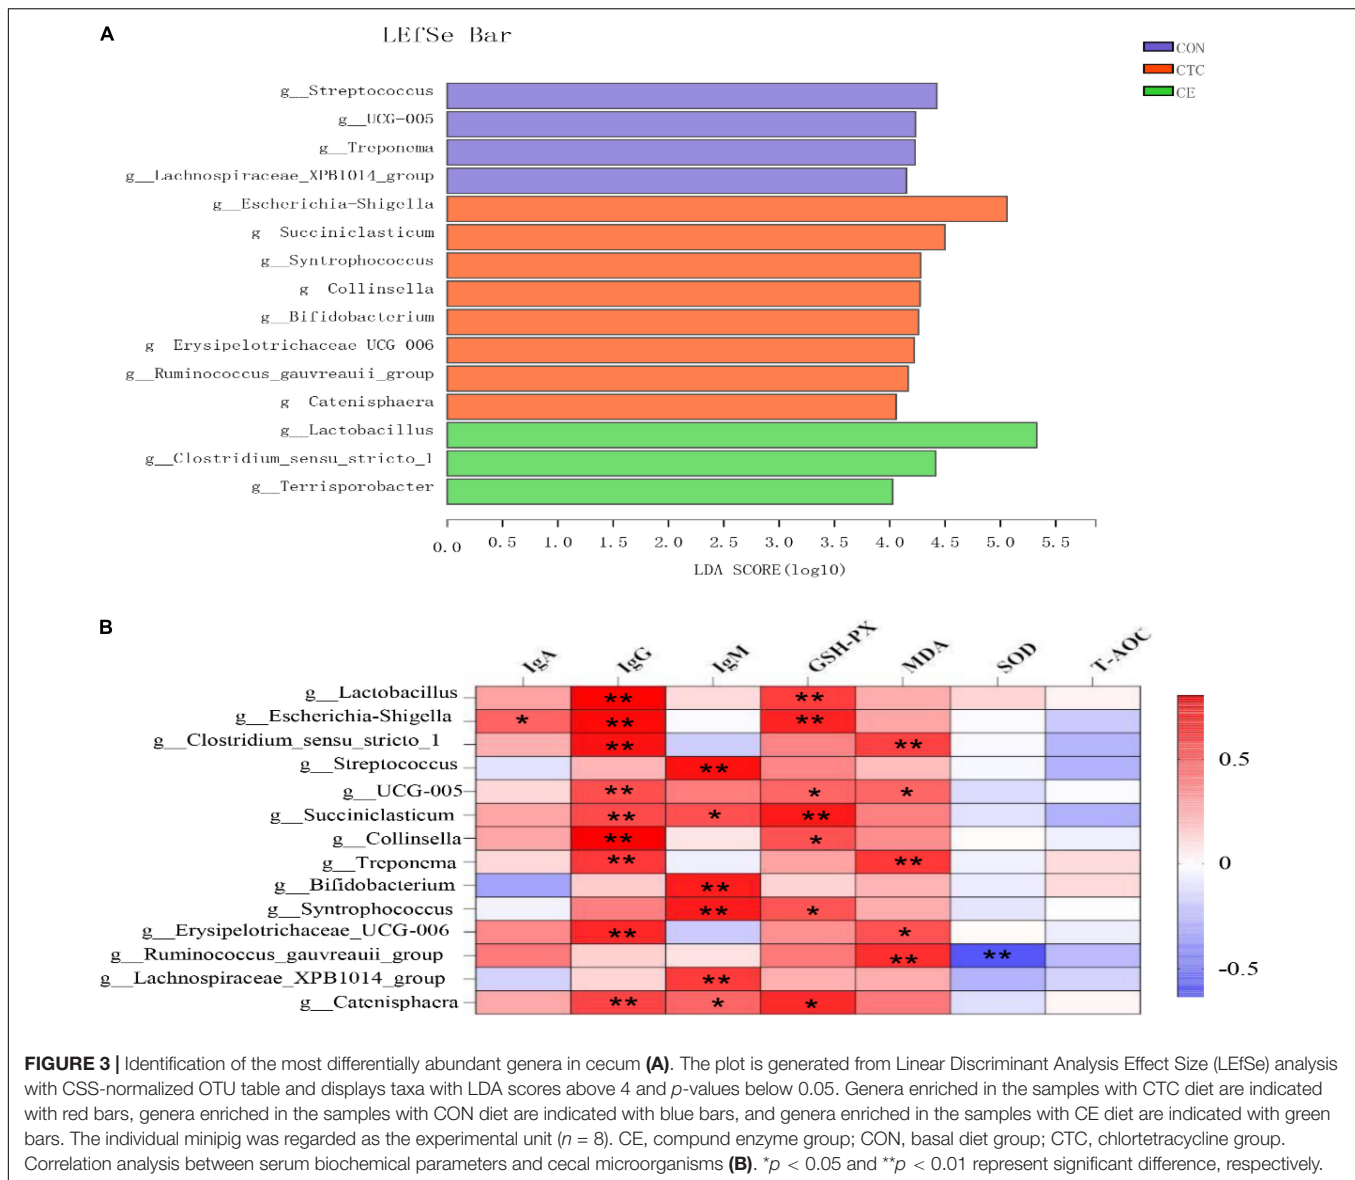 A
LEfSe Bar
CON
CTC
CE
g__Streptococcus
g__UCG-005
g__Treponema
g__Lachnospiraceae_XPB1014_group
g__Escherichia-Shigella
g  Succiniclasticum
g__Syntrophococcus
g  Collinsella
g__Bifidobacterium
g  Erysipelotrichaceae UCG 006
g__Ruminococcus_gauvreauii_group
g  Catenisphaera
g__Lactobacillus
g__Clostridium_sensu_stricto_1
g__Terrisporobacter
0.0 0.5 1.0 1.5 2.0 2.5 3.0 3.5 4.0 4.5 5.0 5.5
LDA SCORE(log10)
B
IgA IgG IgM GSH-PX MDA SOD T-AOC
g__Lactobacillus ** **
g__Escherichia-Shigella * ** **
g__Clostridium_sensu_stricto_1 ** **
g__Streptococcus **
g__UCG-005 ** * *
g__Succiniclasticum ** * **
g__Collinsella ** *
g__Treponema ** **
g__Bifidobacterium **
g__Syntrophococcus ** *
g__Erysipelotrichaceae_UCG-006 ** *
g__Ruminococcus_gauvreauii_group ** **
g__Lachnospiraceae_XPB1014_group **
g__Catenisphaera ** * *
0.5
0
-0.5
FIGURE 3 | Identification of the most differentially abundant genera in cecum (A). The plot is generated from Linear Discriminant Analysis Effect Size (LEfSe) analysis
with CSS-normalized OTU table and displays taxa with LDA scores above 4 and p-values below 0.05. Genera enriched in the samples with CTC diet are indicated
with red bars, genera enriched in the samples with CON diet are indicated with blue bars, and genera enriched in the samples with CE diet are indicated with green
bars. The individual minipig was regarded as the experimental unit (n = 8). CE, compund enzyme group; CON, basal diet group; CTC, chlortetracycline group.
Correlation analysis between serum biochemical parameters and cecal microorganisms (B). *p < 0.05 and **p < 0.01 represent significant difference, respectively.